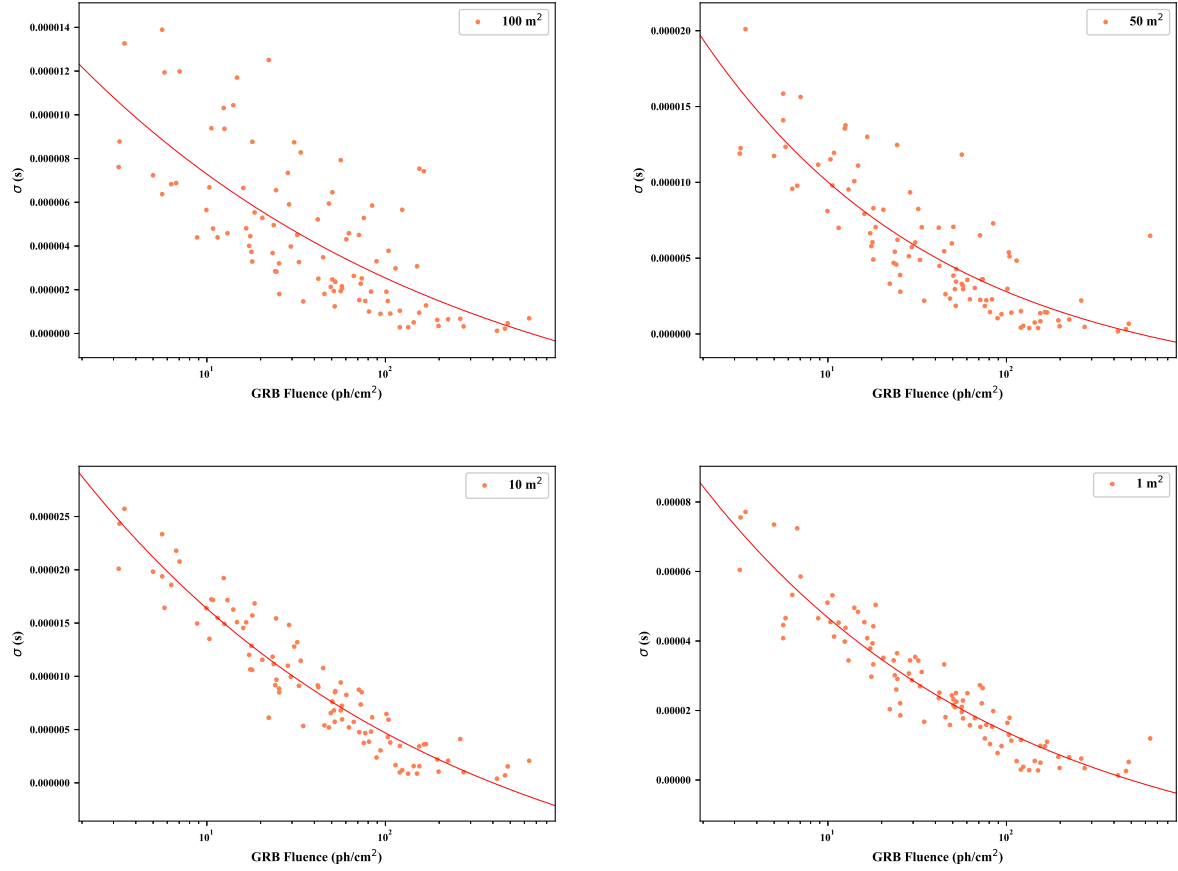 100 m²
0.000014
0.000012
0.000010
0.000008
0.000006
0.000004
0.000002
0.000000
σ (s)
10¹ 10²
GRB Fluence (ph/cm²)
50 m²
0.000020
0.000015
0.000010
0.000005
0.000000
σ (s)
10¹ 10²
GRB Fluence (ph/cm²)
10 m²
0.000025
0.000020
0.000015
0.000010
0.000005
0.000000
σ (s)
10¹ 10²
GRB Fluence (ph/cm²)
1 m²
0.00008
0.00006
0.00004
0.00002
0.00000
σ (s)
10¹ 10²
GRB Fluence (ph/cm²)